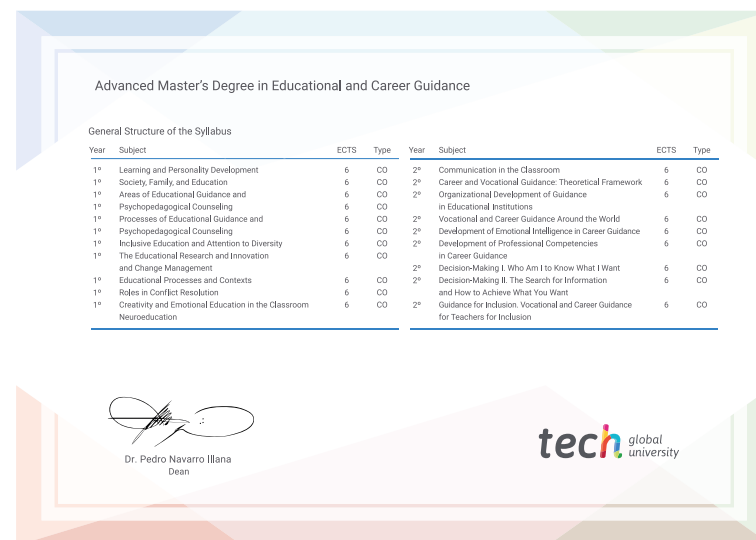 Advanced Master's Degree in Educational and Career Guidance
General Structure of the Syllabus
Year Subject ECTS Type
1º Learning and Personality Development 6 CO
1º Society, Family, and Education 6 CO
1º Areas of Educational Guidance and 6 CO
1º Psychopedagogical Counseling 6 CO
1º Processes of Educational Guidance and 6 CO
1º Psychopedagogical Counseling 6 CO
1º Inclusive Education and Attention to Diversity 6 CO
1º The Educational Research and Innovation 6 CO
and Change Management
1º Educational Processes and Contexts 6 CO
1º Roles in Conflict Resolution 6 CO
1º Creativity and Emotional Education in the Classroom 6 CO
Neuroeducation
Year Subject ECTS Type
2º Communication in the Classroom 6 CO
2º Career and Vocational Guidance: Theoretical Framework 6 CO
2º Organizational Development of Guidance 6 CO
in Educational Institutions
2º Vocational and Career Guidance Around the World 6 CO
2º Development of Emotional Intelligence in Career Guidance 6 CO
2º Development of Professional Competencies 6 CO
in Career Guidance
2º Decision-Making I. Who Am I to Know What I Want 6 CO
2º Decision-Making II. The Search for Information 6 CO
and How to Achieve What You Want
2º Guidance for Inclusion. Vocational and Career Guidance 6 CO
for Teachers for Inclusion
Dr. Pedro Navarro Illana
Dean
tech global
university